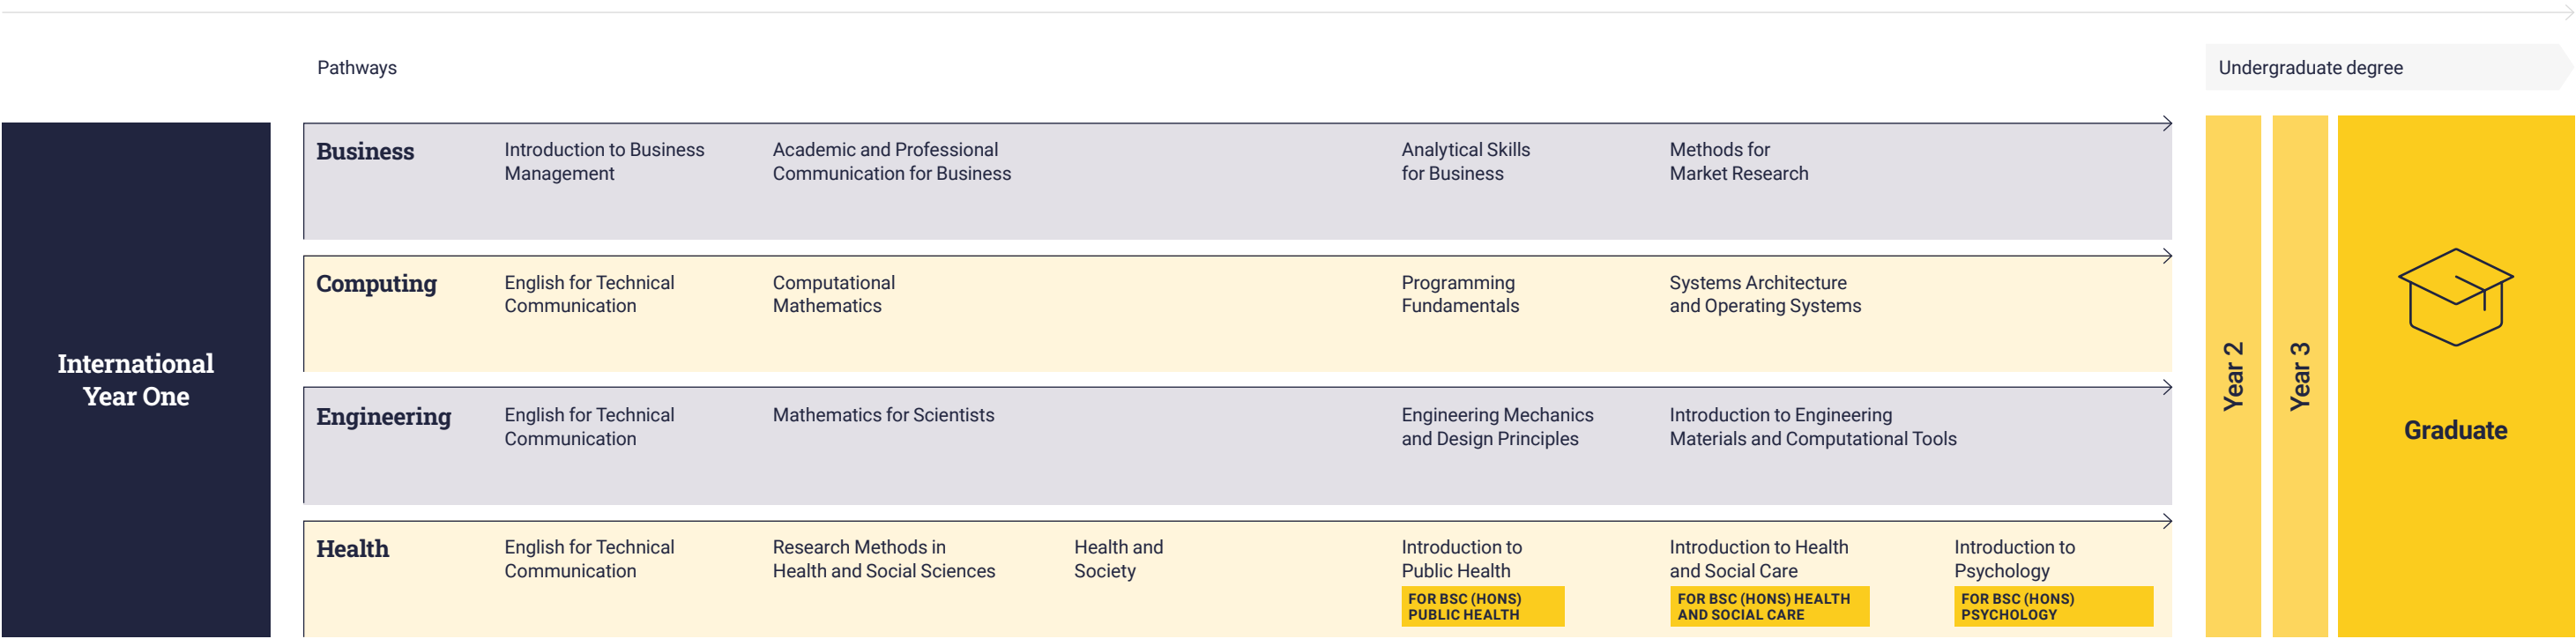 Pathways
Undergraduate degree
International
Year One
Business
Introduction to Business
Management
Academic and Professional
Communication for Business
Analytical Skills
for Business
Methods for
Market Research
Computing
English for Technical
Communication
Computational
Mathematics
Programming
Fundamentals
Systems Architecture
and Operating Systems
Engineering
English for Technical
Communication
Mathematics for Scientists
Engineering Mechanics
and Design Principles
Introduction to Engineering
Materials and Computational Tools
Health
English for Technical
Communication
Research Methods in
Health and Social Sciences
Health and
Society
Introduction to
Public Health
FOR BSC (HONS)
PUBLIC HEALTH
Introduction to Health
and Social Care
FOR BSC (HONS) HEALTH
AND SOCIAL CARE
Introduction to
Psychology
FOR BSC (HONS)
PSYCHOLOGY
Year 2
Year 3
Graduate